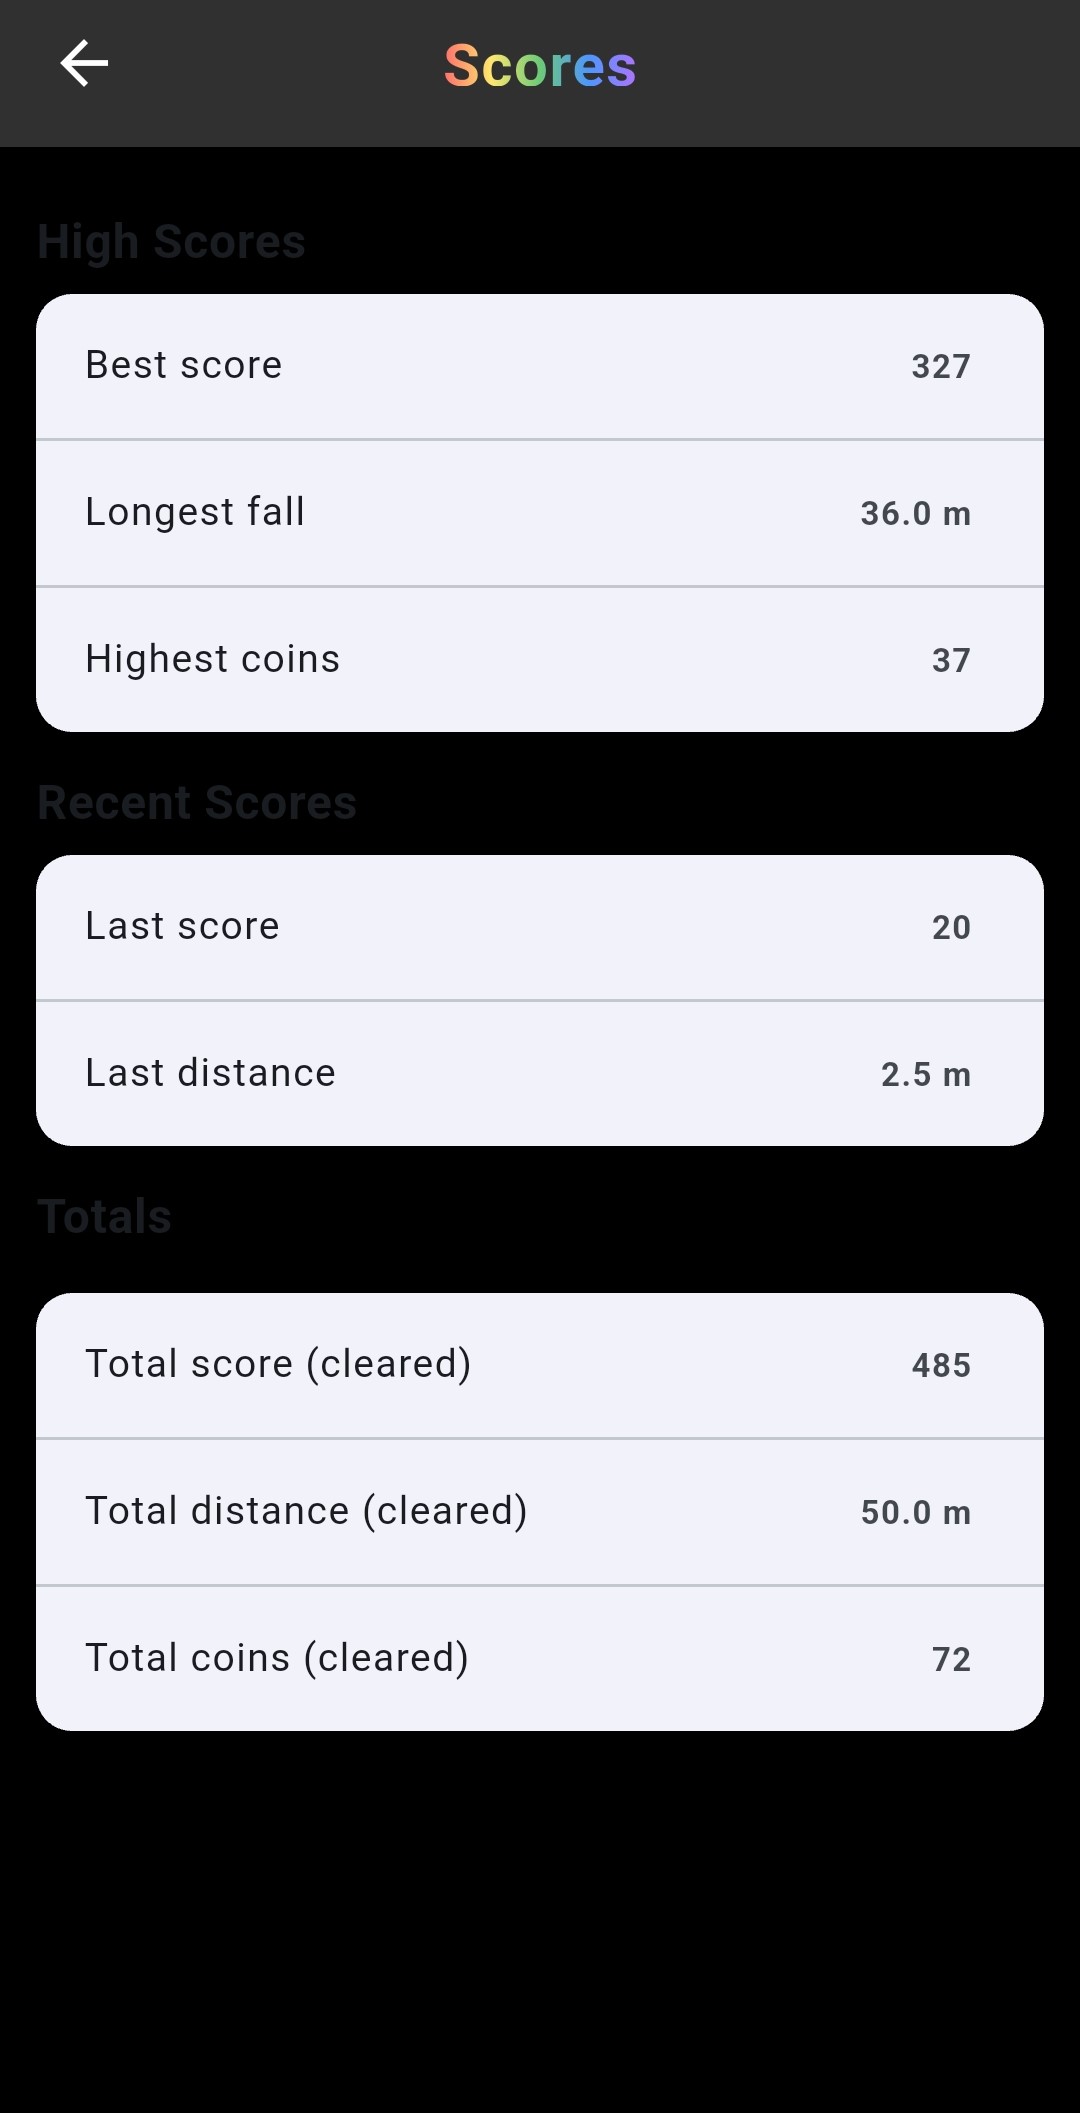 Scores
High Scores
Best score 327
Longest fall 36.0 m
Highest coins 37
Recent Scores
Last score 20
Last distance 2.5 m
Totals
Total score (cleared) 485
Total distance (cleared) 50.0 m
Total coins (cleared) 72